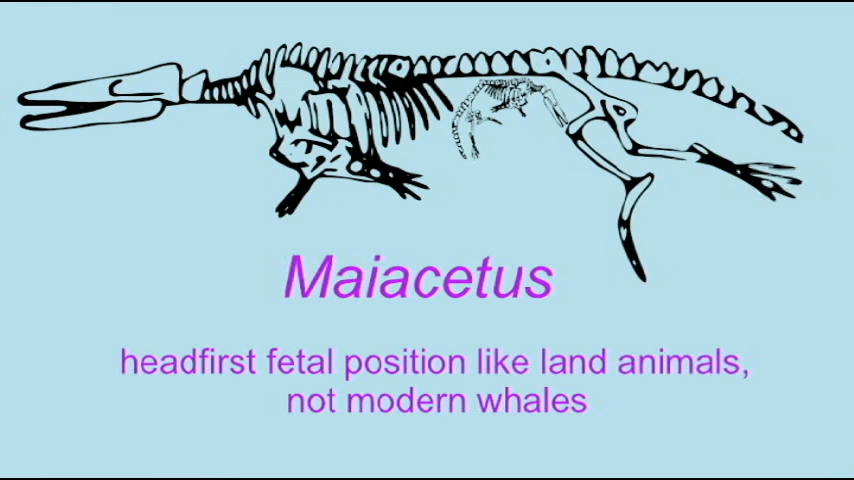 Maiacetus
headfirst fetal position like land animals,
not modern whales